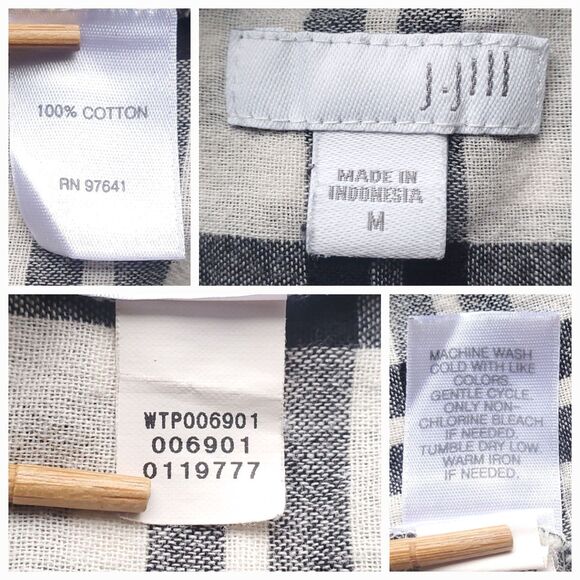 100% COTTON
RN 97641
J.Jill
MADE IN
INDONESIA
M
WTP006901
006901
0119777
MACHINE WASH
COLD WITH LIKE
COLORS.
GENTLE CYCLE.
ONLY NON-
CHLORINE BLEACH
IF NEEDED.
TUMBLE DRY LOW.
WARM IRON
IF NEEDED.